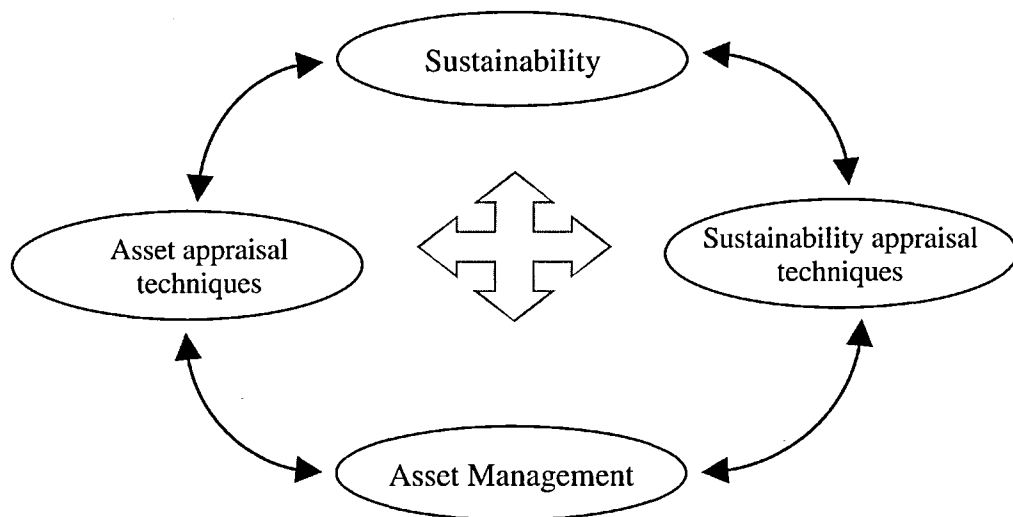 Sustainability
Asset appraisal
techniques
Sustainability appraisal
techniques
Asset Management